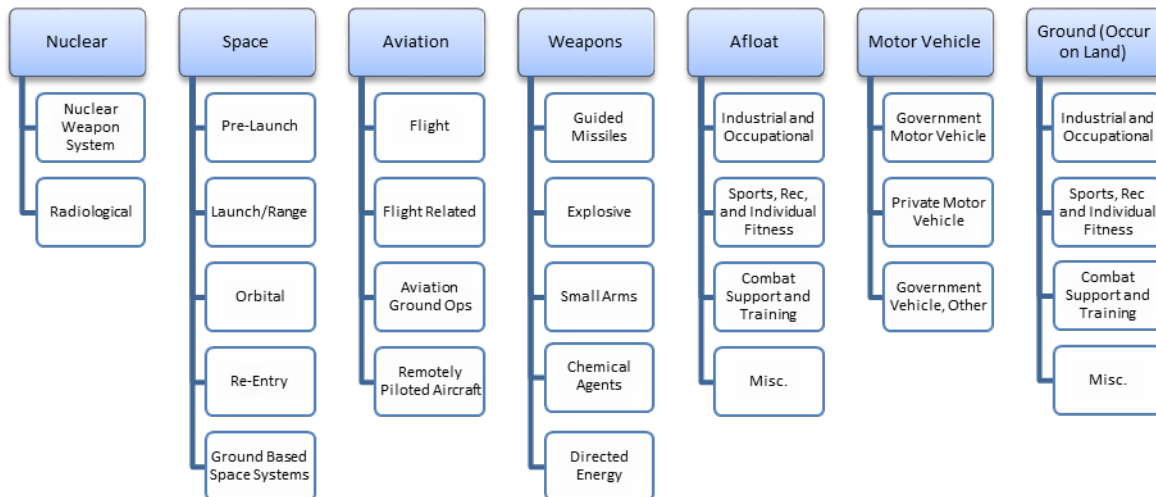 Nuclear
Nuclear
Weapon
System
Radiological
Space
Pre-Launch
Launch/Range
Orbital
Re-Entry
Ground Based
Space Systems
Aviation
Flight
Flight Related
Aviation
Ground Ops
Remotely
Piloted Aircraft
Weapons
Guided
Missiles
Explosive
Small Arms
Chemical
Agents
Directed
Energy
Afloat
Industrial and
Occupational
Sports, Rec,
and Individual
Fitness
Combat
Support and
Training
Misc.
Motor Vehicle
Government
Motor Vehicle
Private Motor
Vehicle
Government
Vehicle, Other
Ground (Occur
on Land)
Industrial and
Occupational
Sports, Rec
and Individual
Fitness
Combat
Support and
Training
Misc.